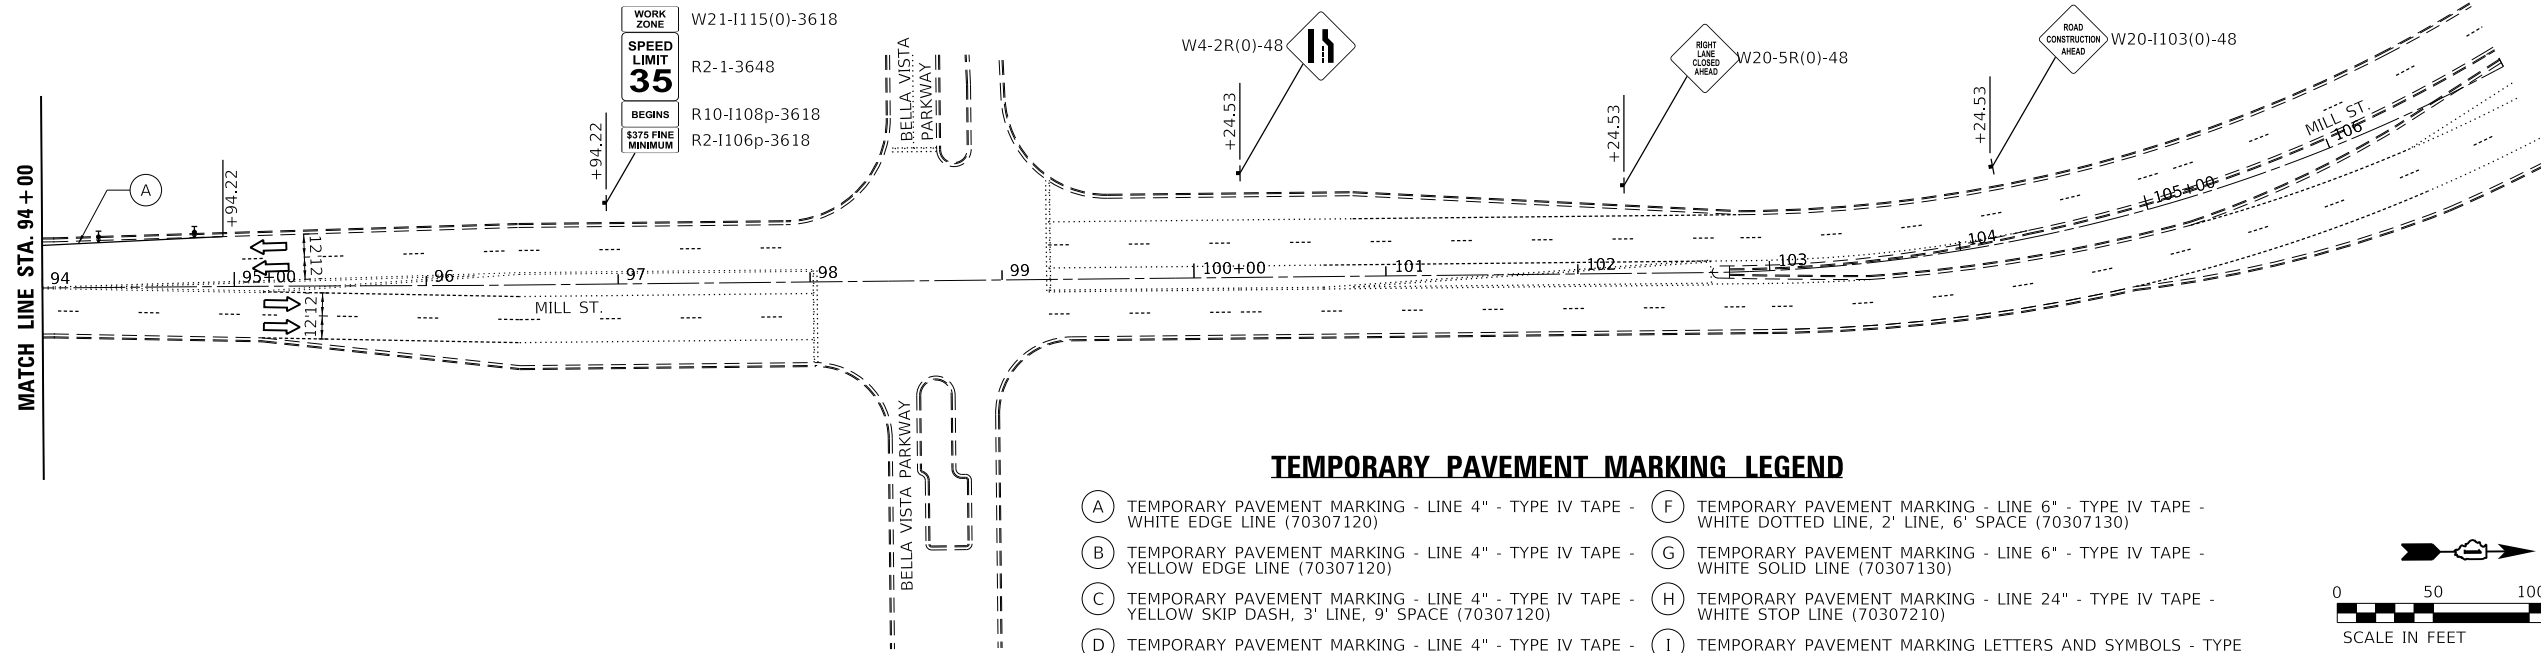 WORK
ZONE
W21-I115(0)-3618
SPEED
LIMIT
35
R2-1-3648
BEGINS
R10-I108p-3618
$375 FINE
MINIMUM
R2-I106p-3618
BELLA VISTA
PARKWAY
W4-2R(0)-48
RIGHT
LANE
CLOSED
AHEAD
W20-5R(0)-48
ROAD
CONSTRUCTION
AHEAD
W20-I103(0)-48
MATCH LINE STA. 94+00
A
+94.22
+94.22
+24.53
+24.53
+24.53
12'
12'
12'
12'
94
95+00
96
97
98
99
100+00
101
102
103
104
105+00
106
MILL ST.
MILL ST.
BELLA VISTA PARKWAY
TEMPORARY PAVEMENT MARKING LEGEND
A TEMPORARY PAVEMENT MARKING - LINE 4" - TYPE IV TAPE -
WHITE EDGE LINE (70307120)
B TEMPORARY PAVEMENT MARKING - LINE 4" - TYPE IV TAPE -
YELLOW EDGE LINE (70307120)
C TEMPORARY PAVEMENT MARKING - LINE 4" - TYPE IV TAPE -
YELLOW SKIP DASH, 3' LINE, 9' SPACE (70307120)
D TEMPORARY PAVEMENT MARKING - LINE 4" - TYPE IV TAPE -
F TEMPORARY PAVEMENT MARKING - LINE 6" - TYPE IV TAPE -
WHITE DOTTED LINE, 2' LINE, 6' SPACE (70307130)
G TEMPORARY PAVEMENT MARKING - LINE 6" - TYPE IV TAPE -
WHITE SOLID LINE (70307130)
H TEMPORARY PAVEMENT MARKING - LINE 24" - TYPE IV TAPE -
WHITE STOP LINE (70307210)
I TEMPORARY PAVEMENT MARKING LETTERS AND SYMBOLS - TYPE
0 50 100
SCALE IN FEET